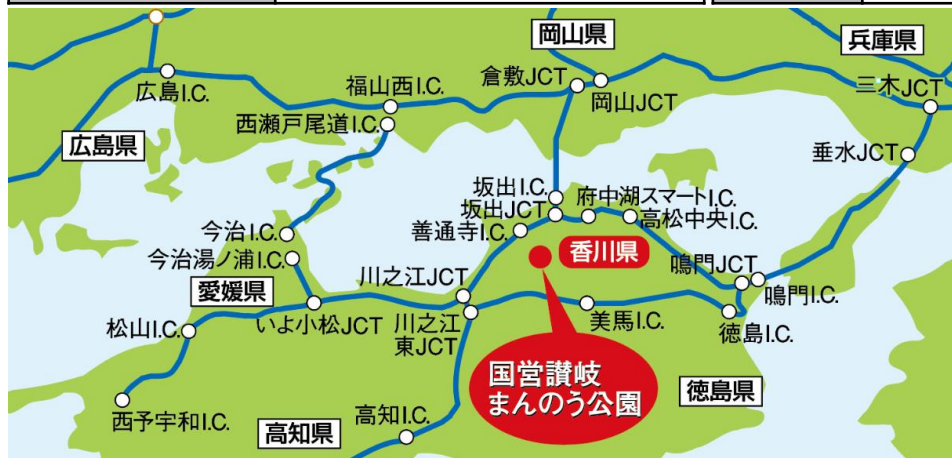 岡山県
兵庫県
広島I.C.
福山西I.C.
倉敷JCT
岡山JCT
三木JCT
西瀬戸尾道I.C.
広島県
垂水JCT
坂出I.C.
坂出JCT
府中湖スマートI.C.
高松中央I.C.
善通寺I.C.
今治I.C.
今治湯ノ浦I.C.
香川県
鳴門JCT
鳴門I.C.
川之江JCT
愛媛県
いよ小松JCT
川之江
東JCT
美馬I.C.
徳島I.C.
松山I.C.
国営讃岐
まんのう公園
徳島県
西予宇和I.C.
高知県
高知I.C.